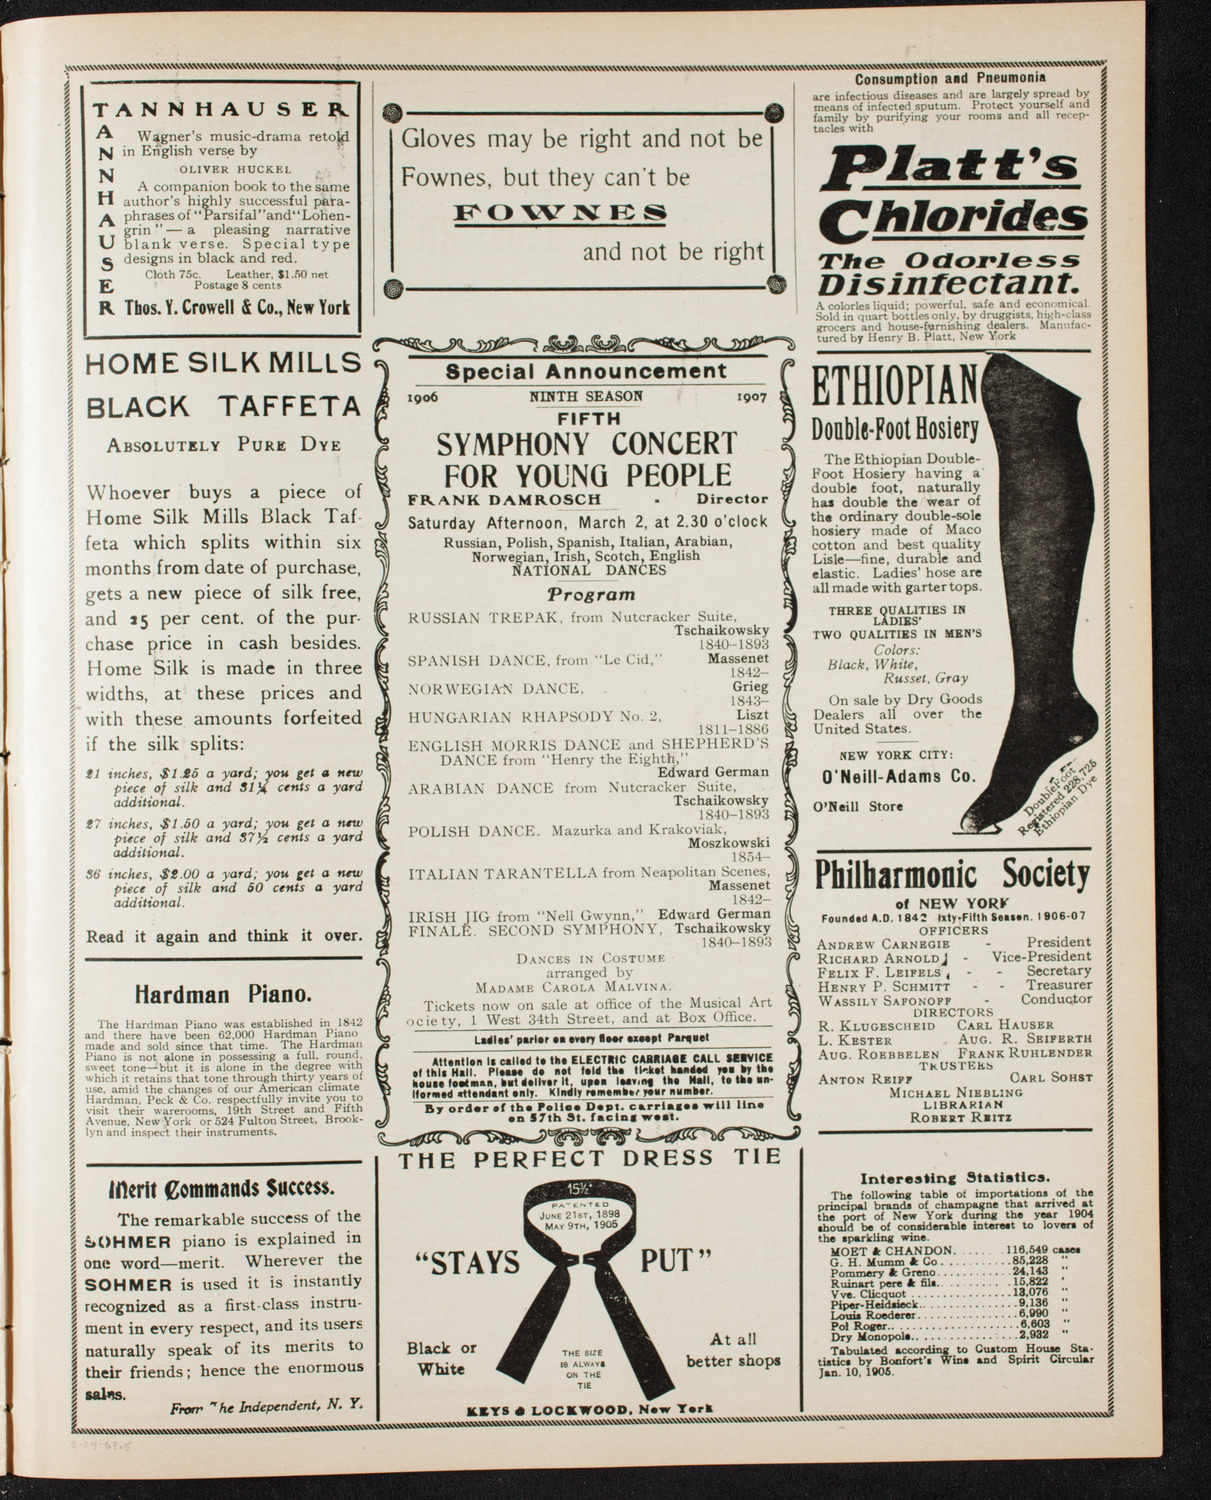 TANNHAUSER
TANNHAUSER
Wagner's music-drama retold
in English verse by
OLIVER HUCKEL
A companion book to the same
author's highly successful para-
phrases of "Parsifal" and "Lohen-
grin" — a pleasing narrative
blank verse. Special type
designs in black and red.
Cloth 75c. Leather, $1.50 net
Postage 8 cents
Thos. Y. Crowell & Co., New York
HOME SILK MILLS
BLACK TAFFETA
ABSOLUTELY PURE DYE
Whoever buys a piece of
Home Silk Mills Black Taf-
feta which splits within six
months from date of purchase,
gets a new piece of silk free,
and 25 per cent. of the pur-
chase price in cash besides.
Home Silk is made in three
widths, at these prices and
with these amounts forfeited
if the silk splits:
21 inches, $1.25 a yard; you get a new
piece of silk and 31¼ cents a yard
additional.
27 inches, $1.50 a yard; you get a new
piece of silk and 37½ cents a yard
additional.
36 inches, $2.00 a yard; you get a new
piece of silk and 50 cents a yard
additional.
Read it again and think it over.
Hardman Piano.
The Hardman Piano was established in 1842
and there have been 62,000 Hardman Piano
made and sold since that time. The Hardman
Piano is not alone in possessing a full, round,
sweet tone—but it is alone in the degree with
which it retains that tone through thirty years of
use, amid the changes of our American climate
Hardman, Peck & Co. respectfully invite you to
visit their warerooms, 19th Street and Fifth
Avenue, New York or 524 Fulton Street, Brook-
lyn and inspect their instruments.
Merit Commands Success.
The remarkable success of the
SOHMER piano is explained in
one word—merit. Wherever the
SOHMER is used it is instantly
recognized as a first-class instru-
ment in every respect, and its users
naturally speak of its merits to
their friends; hence the enormous
sales.
From The Independent, N. Y.
Gloves may be right and not be
Fownes, but they can't be
FOWNES
and not be right
Special Announcement
1906 NINTH SEASON 1907
FIFTH
SYMPHONY CONCERT
FOR YOUNG PEOPLE
FRANK DAMROSCH - Director
Saturday Afternoon, March 2, at 2.30 o'clock
Russian, Polish, Spanish, Italian, Arabian,
Norwegian, Irish, Scotch, English
NATIONAL DANCES
Program
RUSSIAN TREPAK, from Nutcracker Suite,
Tschaikowsky
1840-1893
SPANISH DANCE, from "Le Cid," Massenet
1842-
NORWEGIAN DANCE, . . Grieg
1843-
HUNGARIAN RHAPSODY No. 2, Liszt
1811-1886
ENGLISH MORRIS DANCE and SHEPHERD'S
DANCE from "Henry the Eighth,"
Edward German
ARABIAN DANCE from Nutcracker Suite,
Tschaikowsky
1840-1893
POLISH DANCE. Mazurka and Krakoviak,
Moszkowski
1854-
ITALIAN TARANTELLA from Neapolitan Scenes,
Massenet
1842-
IRISH JIG from "Nell Gwynn," Edward German
FINALE. SECOND SYMPHONY, Tschaikowsky
1840-1893
DANCES IN COSTUME
arranged by
MADAME CAROLA MALVINA.
Tickets now on sale at office of the Musical Art
ociety, 1 West 34th Street, and at Box Office.
Ladies' parlor on every floor except Parquet
Attention is called to the ELECTRIC CARRIAGE CALL SERVICE
of this Hall. Please do not fold the ticket handed you by the
house footman, but deliver it, upon leaving the Hall, to the un-
iformed attendant only. Kindly remember your number.
By order of the Police Dept. carriages will line
on 57th St. facing west.
THE PERFECT DRESS TIE
15½
PATENTED
JUNE 21ST, 1898
MAY 9TH, 1905
"STAYS PUT"
Black or
White
THE SIZE
IS ALWAYS
ON THE
TIE
At all
better shops
KEYS & LOCKWOOD, New York
Consumption and Pneumonia
are infectious diseases and are largely spread by
means of infected sputum. Protect yourself and
family by purifying your rooms and all recep-
tacles with
Platt's
Chlorides
The Odorless
Disinfectant.
A colorles liquid; powerful, safe and economical.
Sold in quart bottles only, by druggists, high-class
grocers and house-furnishing dealers. Manufac-
tured by Henry B. Platt, New York
ETHIOPIAN
Double-Foot Hosiery
The Ethiopian Double-
Foot Hosiery having a
double foot, naturally
has double the wear of
the ordinary double-sole
hosiery made of Maco
cotton and best quality
Lisle—fine, durable and
elastic. Ladies' hose are
all made with garter tops.
THREE QUALITIES IN
LADIES'
TWO QUALITIES IN MEN'S
Colors:
Black, White,
Russet, Gray
On sale by Dry Goods
Dealers all over the
United States.
NEW YORK CITY:
O'Neill-Adams Co.
O'Neill Store
DoubleFoot
Registered 228,725
Ethiopian Dye
Philharmonic Society
of NEW YORK
Founded A.D. 1842 ixty-Fifth Season, 1906-07
OFFICERS
ANDREW CARNEGIE - President
RICHARD ARNOLD - Vice-President
FELIX F. LEIFELS - - Secretary
HENRY P. SCHMITT - - Treasurer
WASSILY SAFONOFF - Conductor
DIRECTORS
R. KLUGESCHEID CARL HAUSER
L. KESTER AUG. R. SEIFERTH
AUG. ROEBBELEN FRANK RUHLENDER
TRUSTEES
ANTON REIFF CARL SOHST
MICHAEL NIEBLING
LIBRARIAN
ROBERT REITZ
Interesting Statistics.
The following table of importations of the
principal brands of champagne that arrived at
the port of New York during the year 1904
should be of considerable interest to lovers of
the sparkling wine.
MOET & CHANDON. . . . . . 116,549 cases
G. H. Mumm & Co. . . . . . . 85,228 "
Pommery & Greno. . . . . . . 24,143 "
Ruinart pere & fils. . . . . . . 15,822 "
Vve. Clicquot . . . . . . . . . 13,076 "
Piper-Heidsieck. . . . . . . . . 9,136 "
Louis Roederer. . . . . . . . . 6,990 "
Pol Roger. . . . . . . . . . . . 6,603 "
Dry Monopole. . . . . . . . . . 2,932 "
Tabulated according to Custom House Sta-
tistics by Bonfort's Wine and Spirit Circular
Jan. 10, 1905.
2-24-07.5